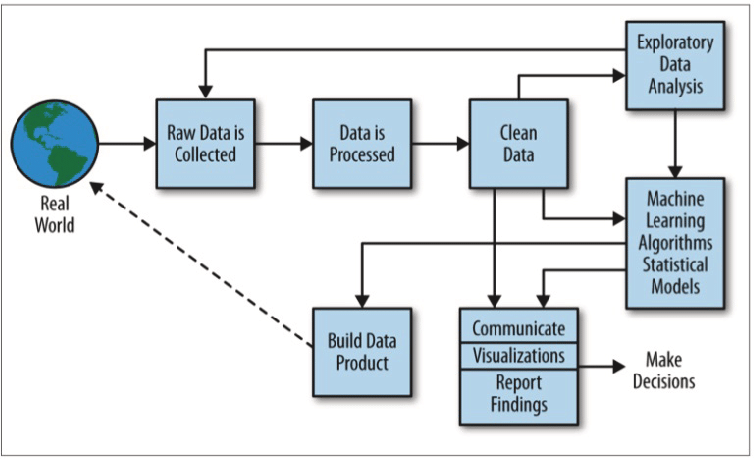 Exploratory
Data
Analysis
Raw Data is
Collected
Data is
Processed
Clean
Data
Real
World
Machine
Learning
Algorithms
Statistical
Models
Build Data
Product
Communicate
Visualizations
Report
Findings
Make
Decisions